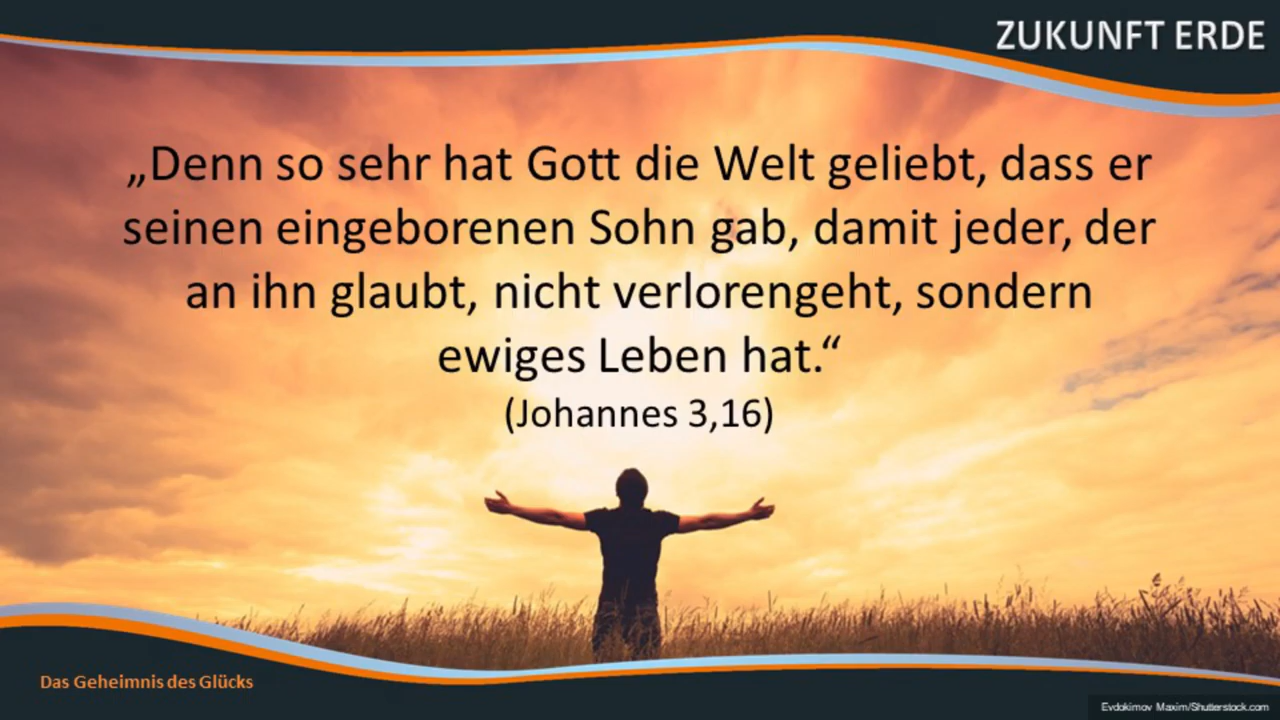 ZUKUNFT ERDE
„Denn so sehr hat Gott die Welt geliebt, dass er
seinen eingeborenen Sohn gab, damit jeder, der
an ihn glaubt, nicht verlorengeht, sondern
ewiges Leben hat.“
(Johannes 3,16)
Das Geheimnis des Glücks
Evdokimov Maxim/Shutterstock.com